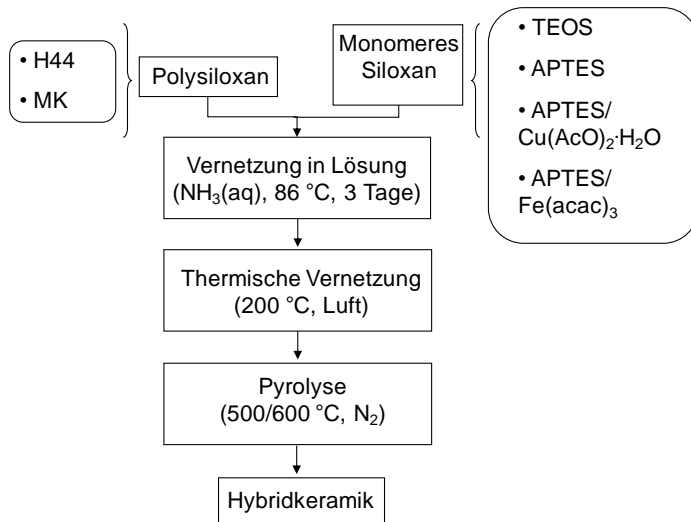 • H44
• MK
Polysiloxan
Monomeres
Siloxan
• TEOS
• APTES
• APTES/
Cu(AcO)₂·H₂O
• APTES/
Fe(acac)₃
Vernetzung in Lösung
(NH₃(aq), 86 °C, 3 Tage)
Thermische Vernetzung
(200 °C, Luft)
Pyrolyse
(500/600 °C, N₂)
Hybridkeramik